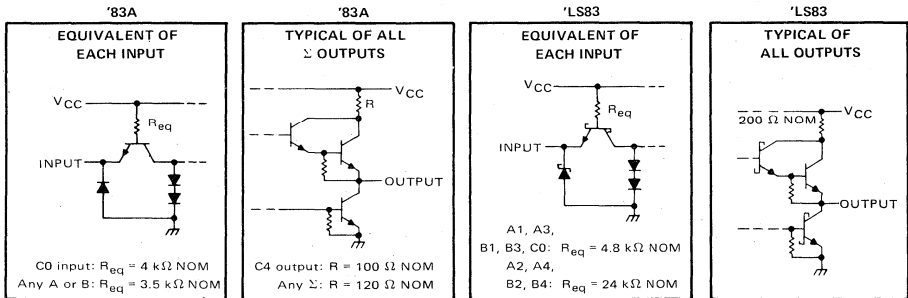 '83A
EQUIVALENT OF
EACH INPUT
VCC
Req
INPUT
C0 input: Req = 4 kΩ NOM
Any A or B: Req = 3.5 kΩ NOM
'83A
TYPICAL OF ALL
Σ OUTPUTS
VCC
R
OUTPUT
C4 output: R = 100 Ω NOM
Any Σ: R = 120 Ω NOM
'LS83
EQUIVALENT OF
EACH INPUT
VCC
Req
INPUT
A1, A3,
B1, B3, C0: Req = 4.8 kΩ NOM
A2, A4,
B2, B4: Req = 24 kΩ NOM
'LS83
TYPICAL OF
ALL OUTPUTS
VCC
200 Ω NOM
OUTPUT